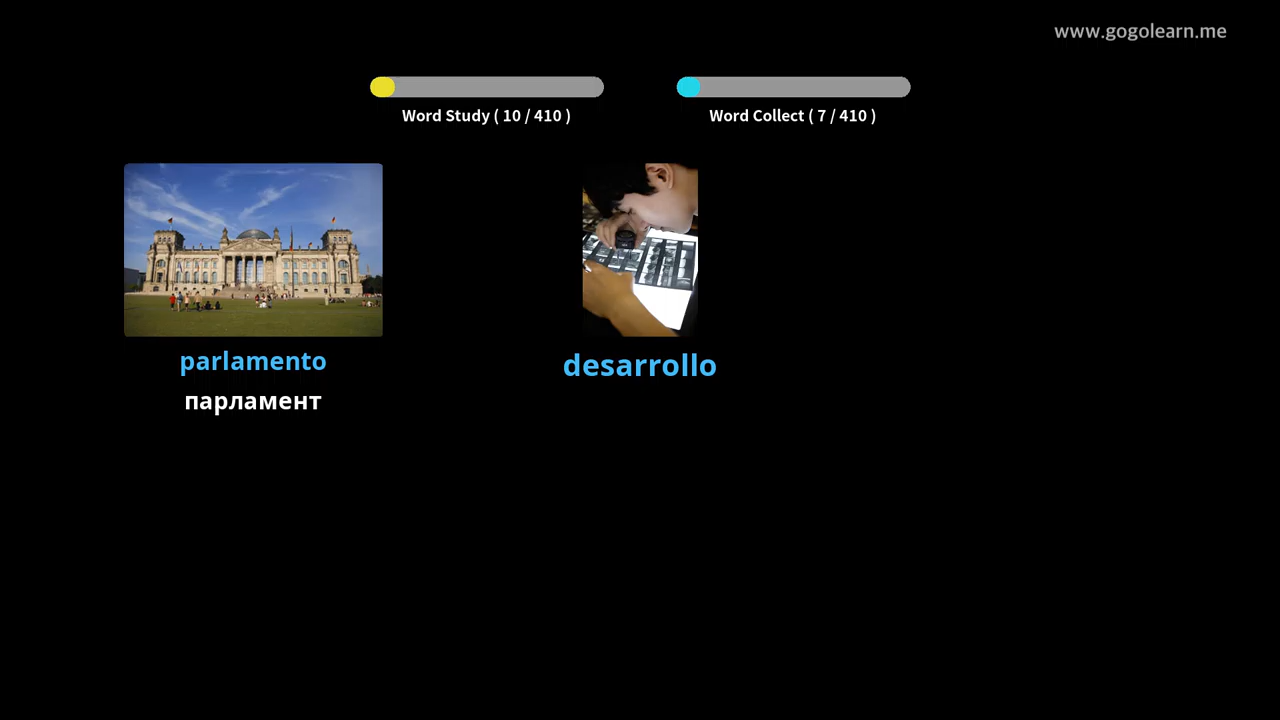 www.gogolearn.me
Word Study ( 10 / 410 )
Word Collect ( 7 / 410 )
parlamento
парламент
desarrollo